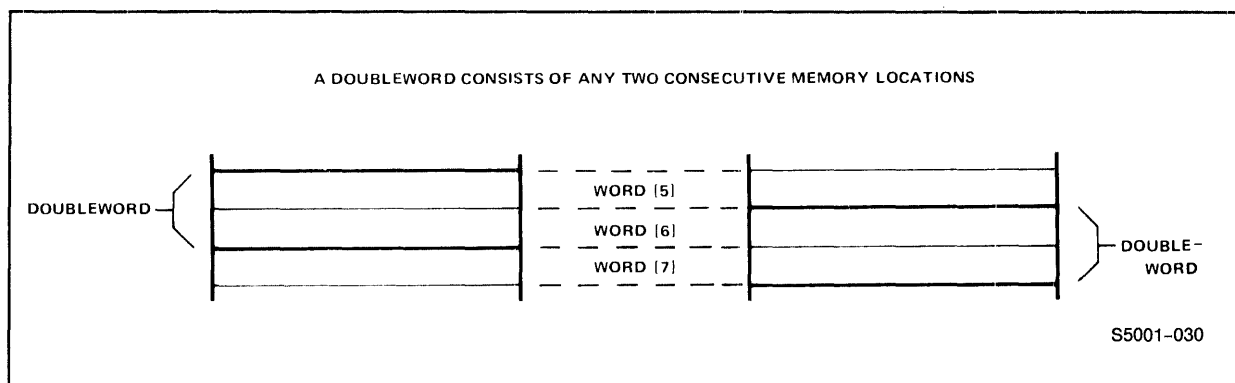 A DOUBLEWORD CONSISTS OF ANY TWO CONSECUTIVE MEMORY LOCATIONS
WORD [5]
DOUBLEWORD
WORD [6]
DOUBLE-
WORD
WORD [7]
S5001-030